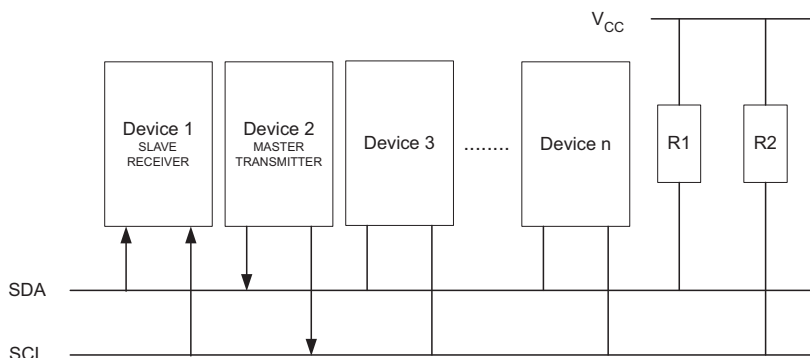 VCC
Device 1
SLAVE
RECEIVER
Device 2
MASTER
TRANSMITTER
Device 3
........
Device n
R1
R2
SDA
SCL